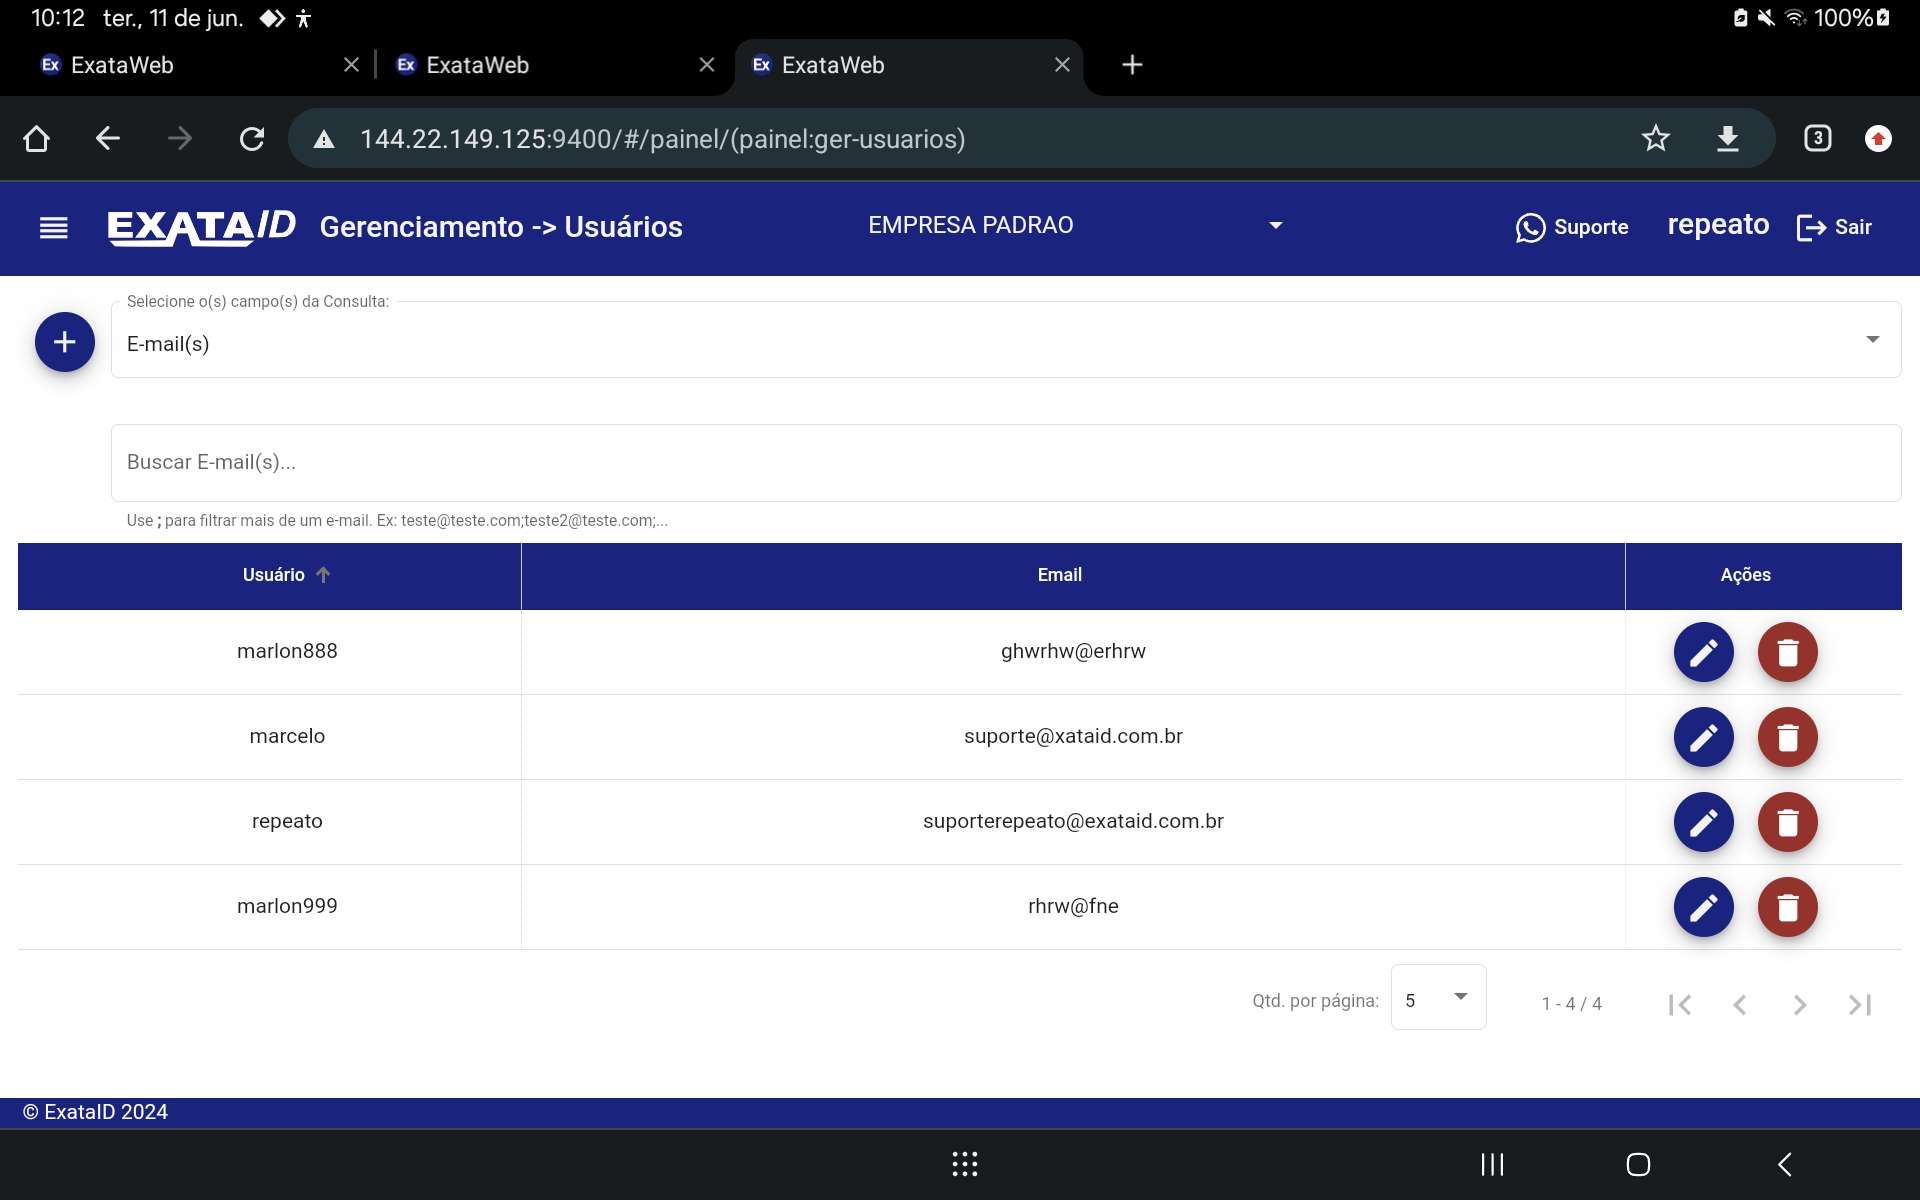 10:12 ter., 11 de jun. 100%
Ex ExataWeb Ex ExataWeb Ex ExataWeb
144.22.149.125:9400/#/painel/(painel:ger-usuarios) 3
EXATAID Gerenciamento -> Usuários EMPRESA PADRAO Suporte repeato Sair
Selecione o(s) campo(s) da Consulta:
E-mail(s)
Buscar E-mail(s)...
Use ; para filtrar mais de um e-mail. Ex: teste@teste.com;teste2@teste.com;...
Usuário Email Ações
marlon888 ghwrhw@erhrw
marcelo suporte@xataid.com.br
repeato suporterepeato@exataid.com.br
marlon999 rhrw@fne
Qtd. por página: 5 1 - 4 / 4
© ExataID 2024